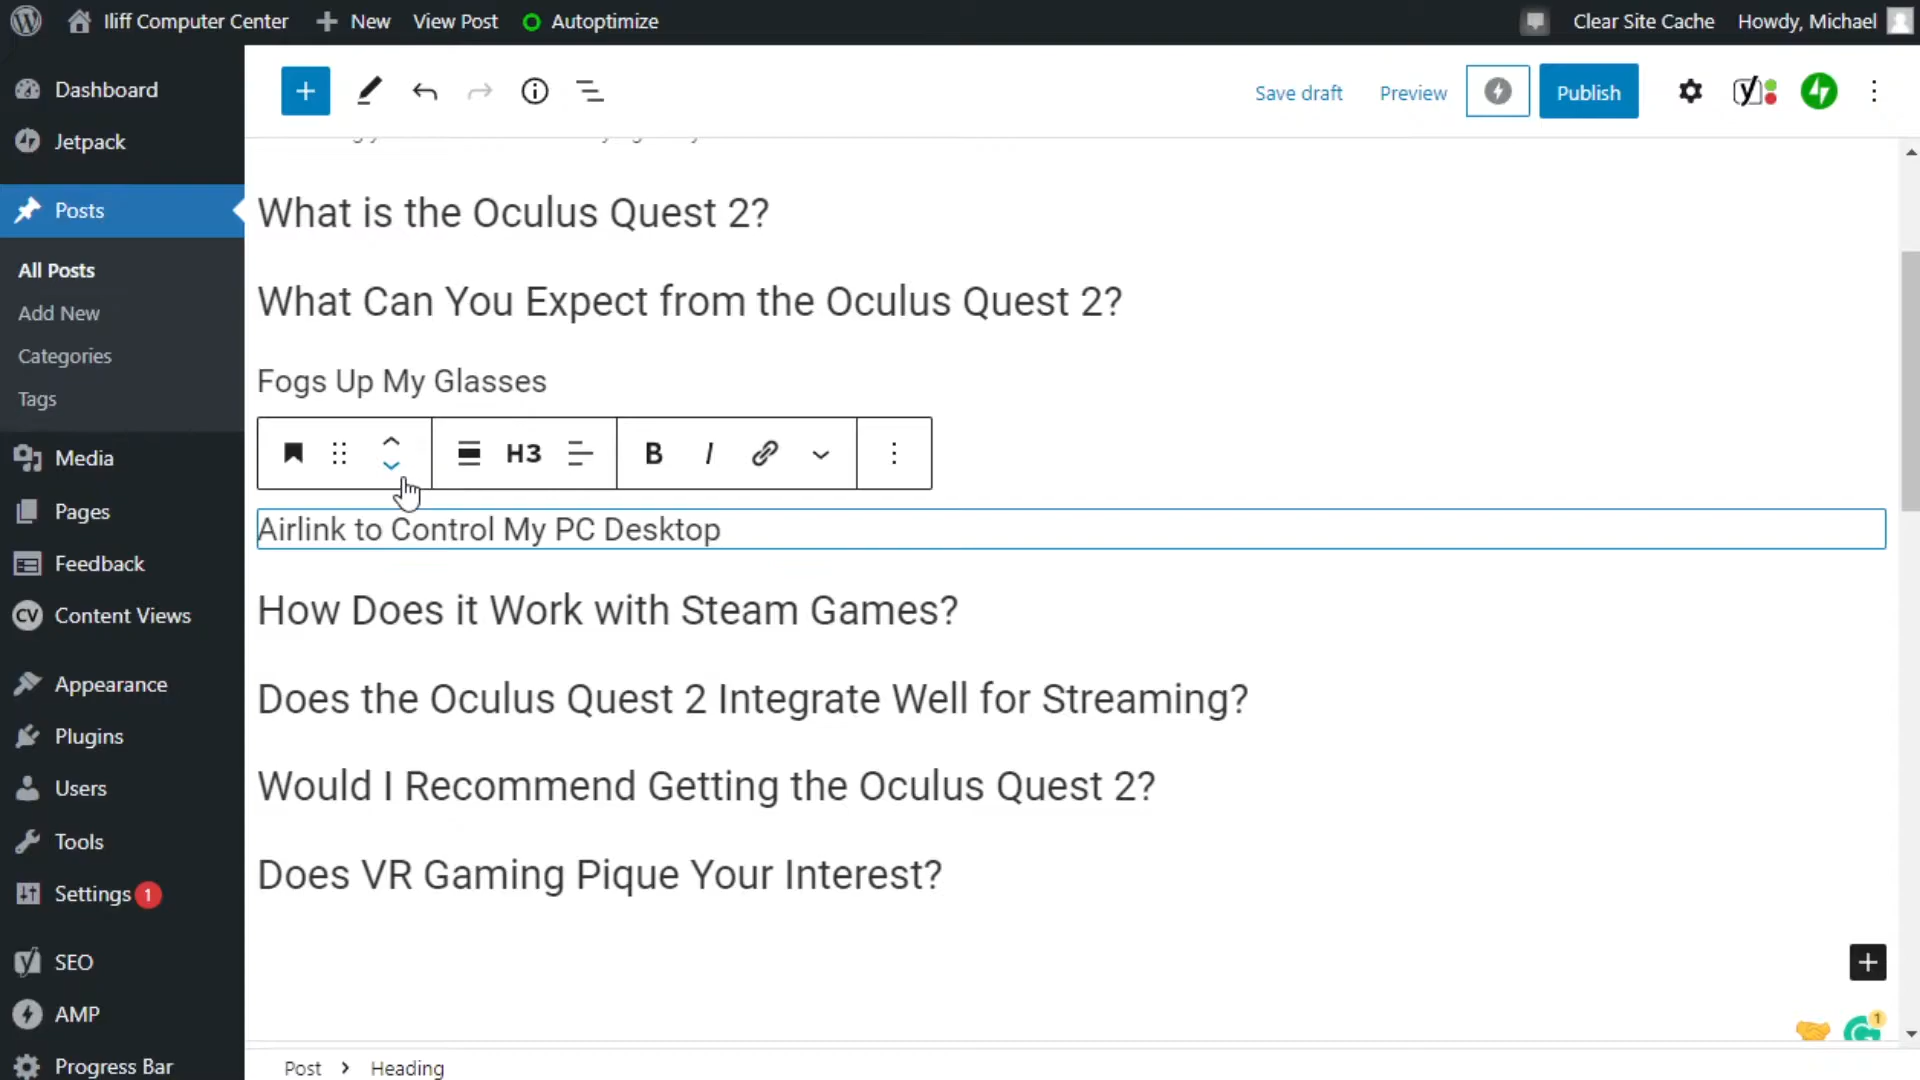 Iliff Computer Center
New
View Post
Autoptimize
Clear Site Cache
Howdy, Michael
Dashboard
Jetpack
Posts
All Posts
Add New
Categories
Tags
Media
Pages
Feedback
CV Content Views
Appearance
Plugins
Users
Tools
Settings 1
SEO
AMP
Progress Bar
Save draft
Preview
Publish
What is the Oculus Quest 2?
What Can You Expect from the Oculus Quest 2?
Fogs Up My Glasses
H3 B I
Airlink to Control My PC Desktop
How Does it Work with Steam Games?
Does the Oculus Quest 2 Integrate Well for Streaming?
Would I Recommend Getting the Oculus Quest 2?
Does VR Gaming Pique Your Interest?
1
Post > Heading